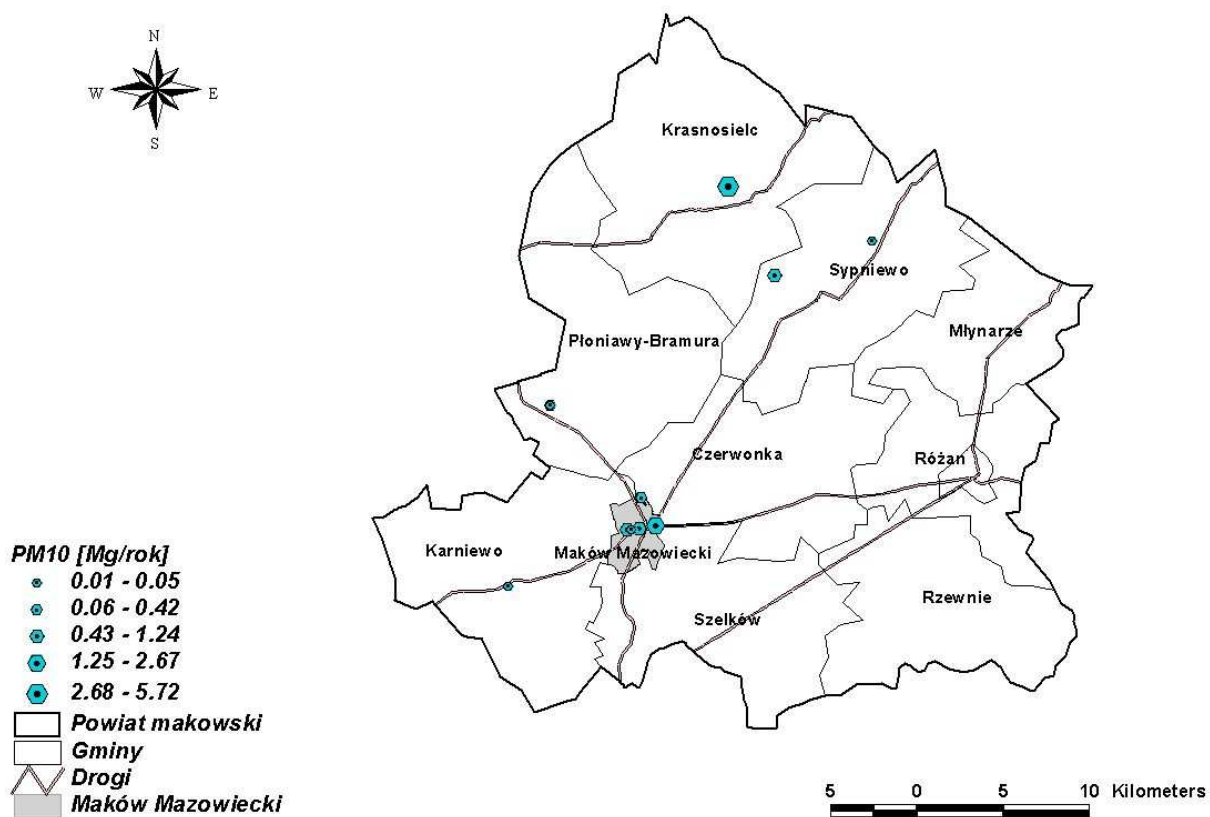 N
W E
S
Krasnosielc
Sypniewo
Młynarze
Płoniawy-Bramura
Czerwonka
Różan
Karniewo
Maków Mazowiecki
Rzewnie
Szelków
PM10 [Mg/rok]
0.01 - 0.05
0.06 - 0.42
0.43 - 1.24
1.25 - 2.67
2.68 - 5.72
Powiat makowski
Gminy
Drogi
Maków Mazowiecki
5 0 5 10 Kilometers